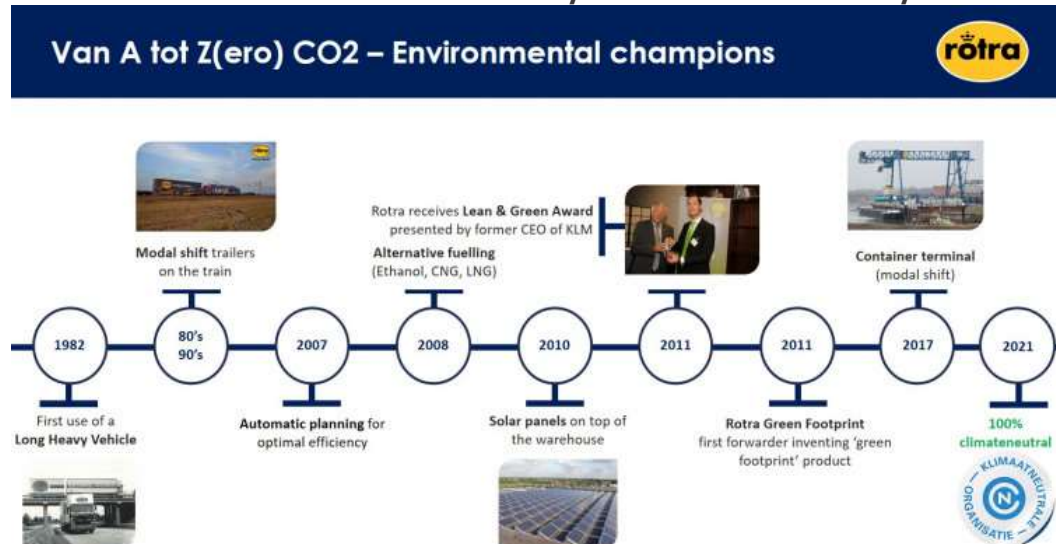 Van A tot Z(ero) CO2 – Environmental champions
rotra
Modal shift trailers
on the train
Rotra receives Lean & Green Award
presented by former CEO of KLM
Alternative fuelling
(Ethanol, CNG, LNG)
Container terminal
(modal shift)
1982
80's
90's
2007
2008
2010
2011
2011
2017
2021
First use of a
Long Heavy Vehicle
Automatic planning for
optimal efficiency
Solar panels on top of
the warehouse
Rotra Green Footprint
first forwarder inventing 'green
footprint' product
100%
climateneutral
KLIMAATNEUTRALE
ORGANISATIE
CN